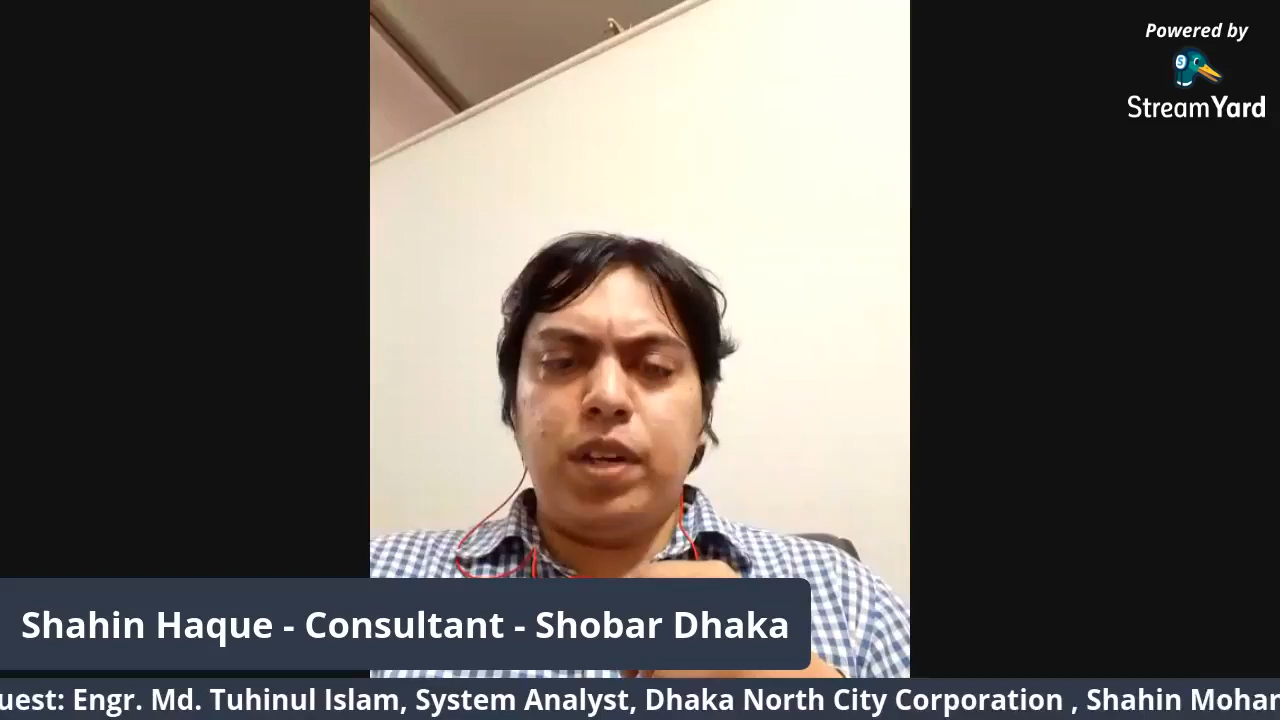 Powered by
StreamYard
Shahin Haque - Consultant - Shobar Dhaka
uest: Engr. Md. Tuhinul Islam, System Analyst, Dhaka North City Corporation , Shahin Mohar